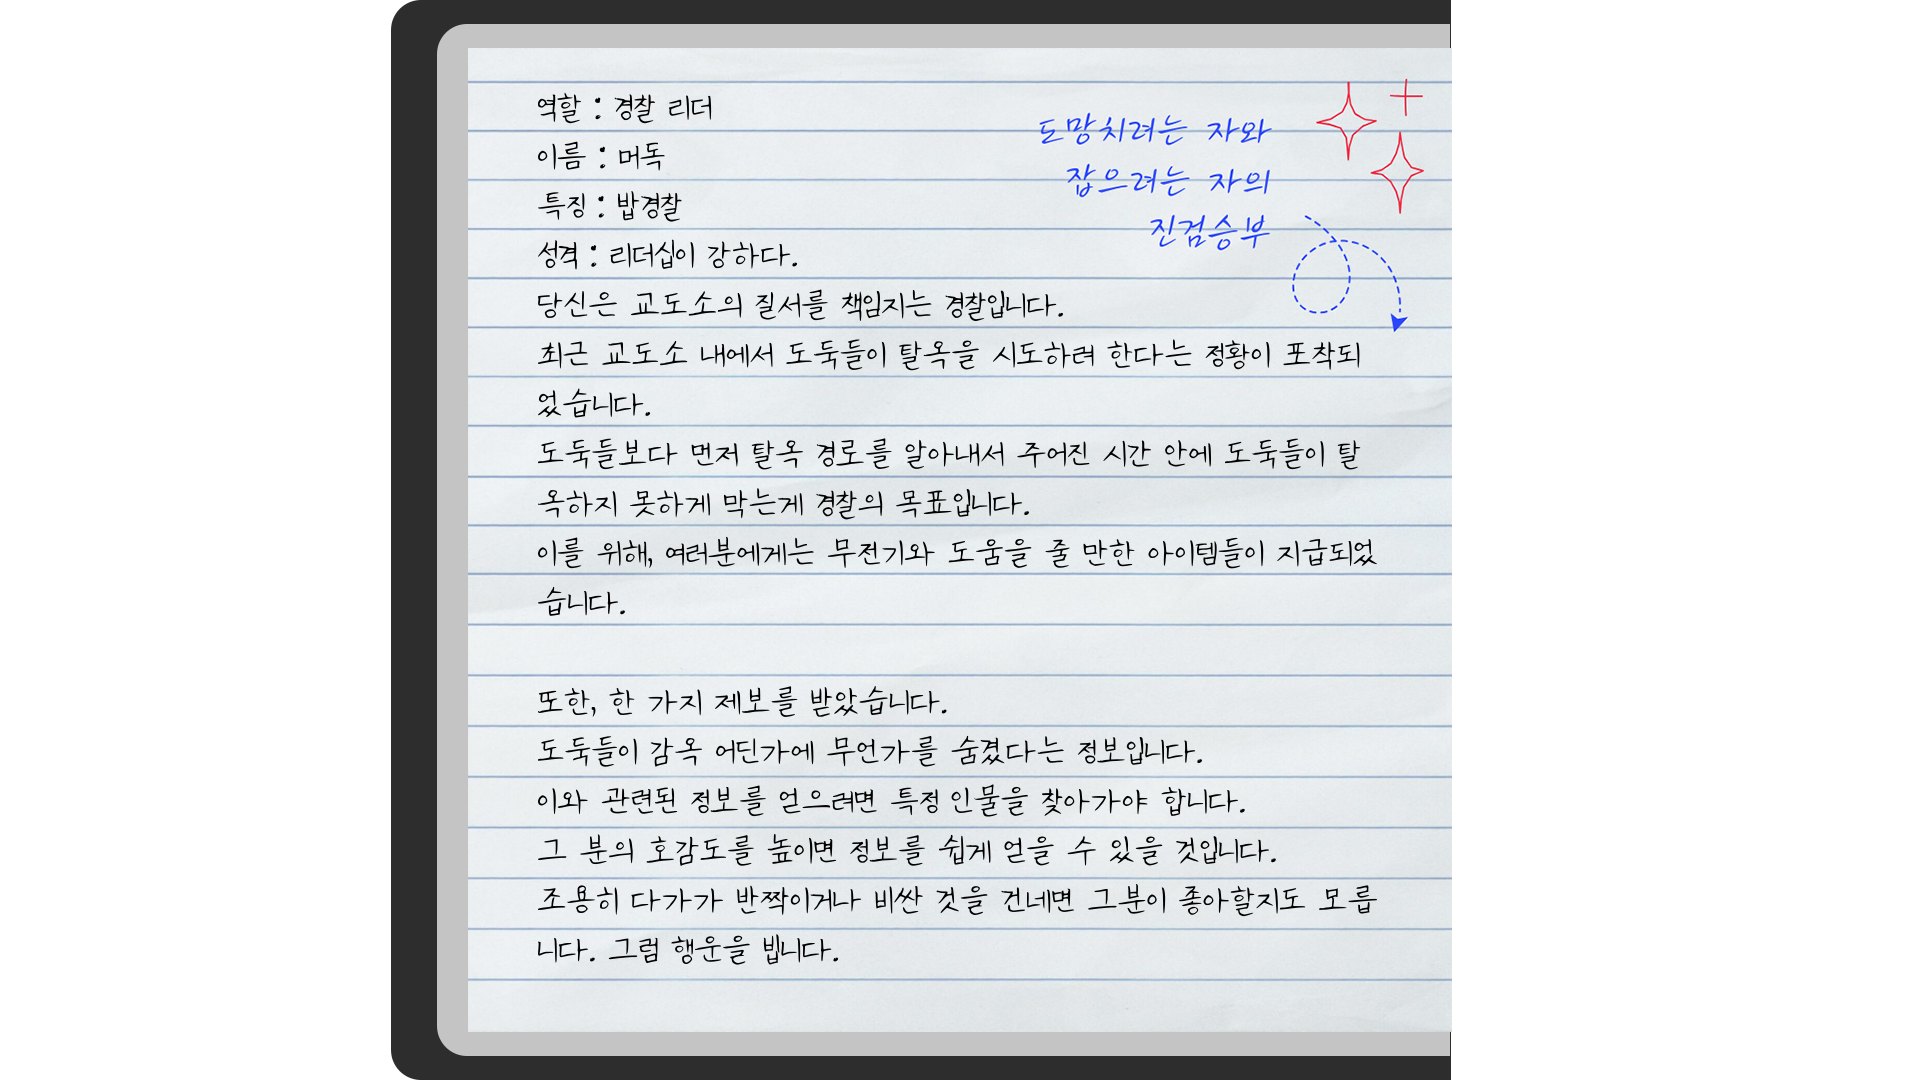 역할 : 경찰 리더
이름 : 머독
특징 : 밥경찰
성격 : 리더십이 강하다.
도망치려는 자와
잡으려는 자의
진검승부
당신은 교도소의 질서를 책임지는 경찰입니다.
최근 교도소 내에서 도둑들이 탈옥을 시도하려 한다는 정황이 포착되
었습니다.
도둑들보다 먼저 탈옥 경로를 알아내서 주어진 시간 안에 도둑들이 탈
옥하지 못하게 막는게 경찰의 목표입니다.
이를 위해, 여러분에게는 무전기와 도움을 줄 만한 아이템들이 지급되었
습니다.
또한, 한 가지 제보를 받았습니다.
도둑들이 감옥 어딘가에 무언가를 숨겼다는 정보입니다.
이와 관련된 정보를 얻으려면 특정 인물을 찾아가야 합니다.
그 분의 호감도를 높이면 정보를 쉽게 얻을 수 있을 것입니다.
조용히 다가가 반짝이거나 비싼 것을 건네면 그분이 좋아할지도 모릅
니다. 그럼 행운을 빕니다.